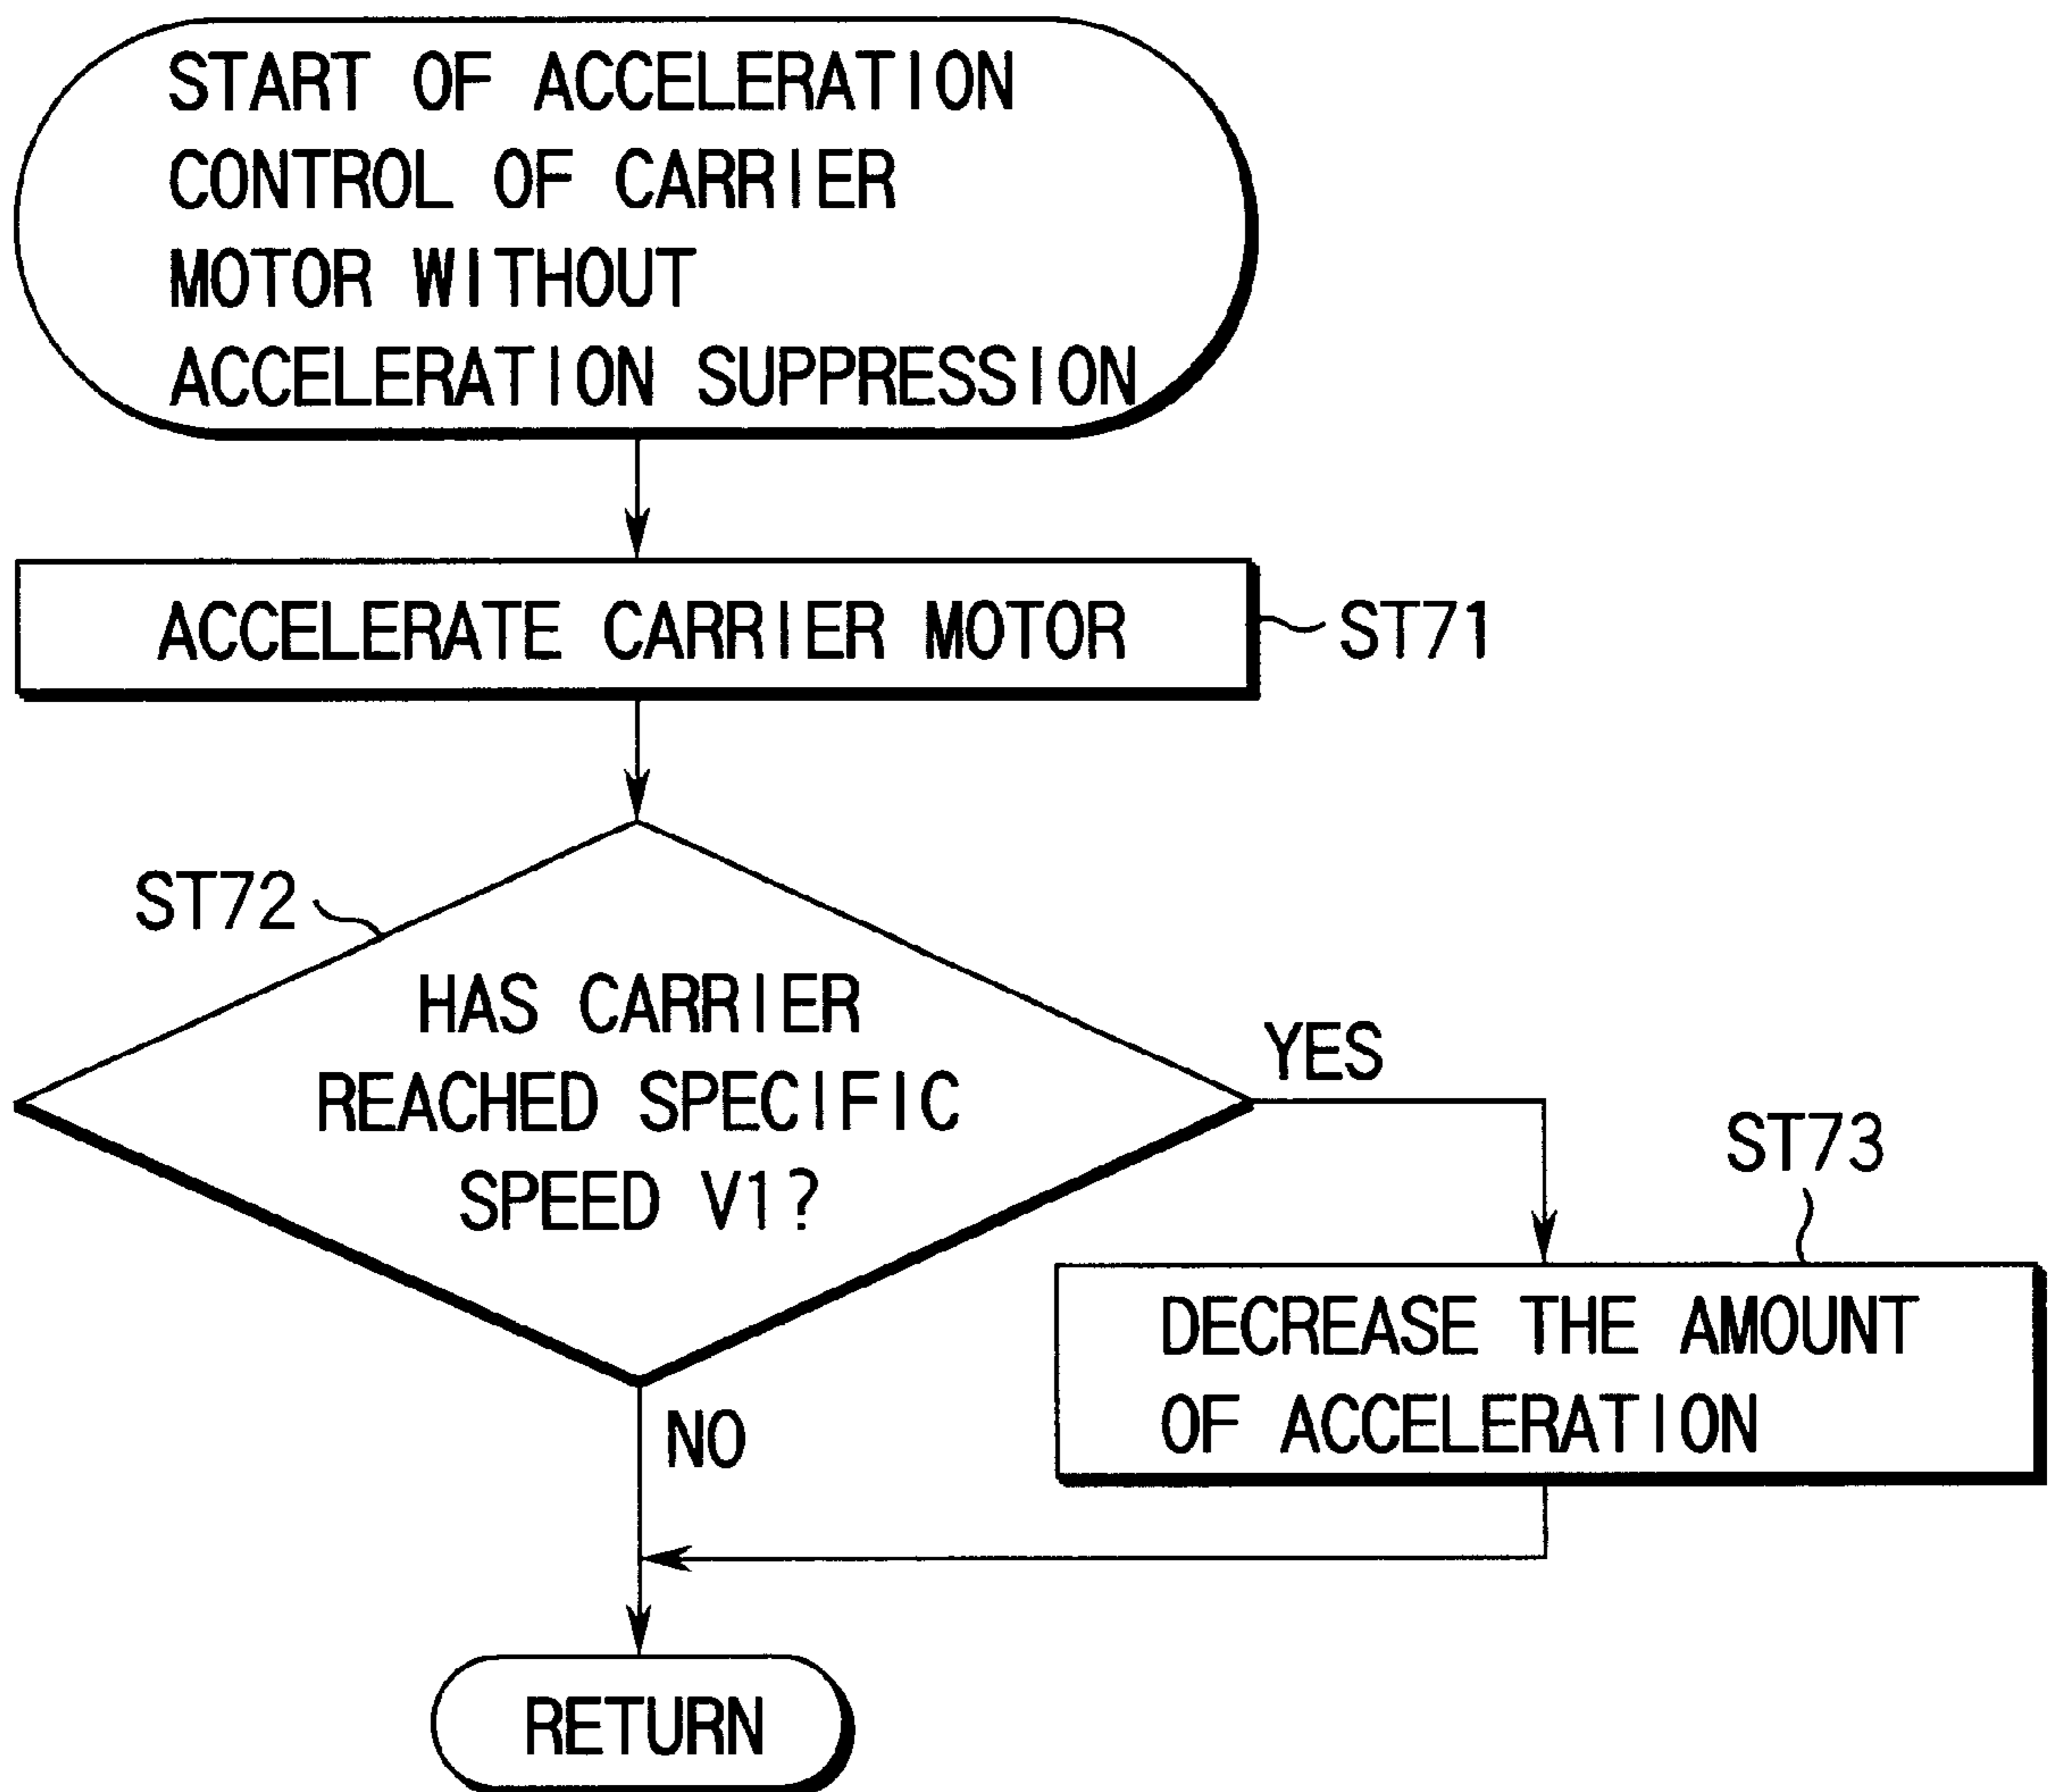 START OF ACCELERATION
CONTROL OF CARRIER
MOTOR WITHOUT
ACCELERATION SUPPRESSION
ACCELERATE CARRIER MOTOR
ST71
ST72
HAS CARRIER
REACHED SPECIFIC
SPEED V1?
YES
ST73
DECREASE THE AMOUNT
OF ACCELERATION
NO
RETURN